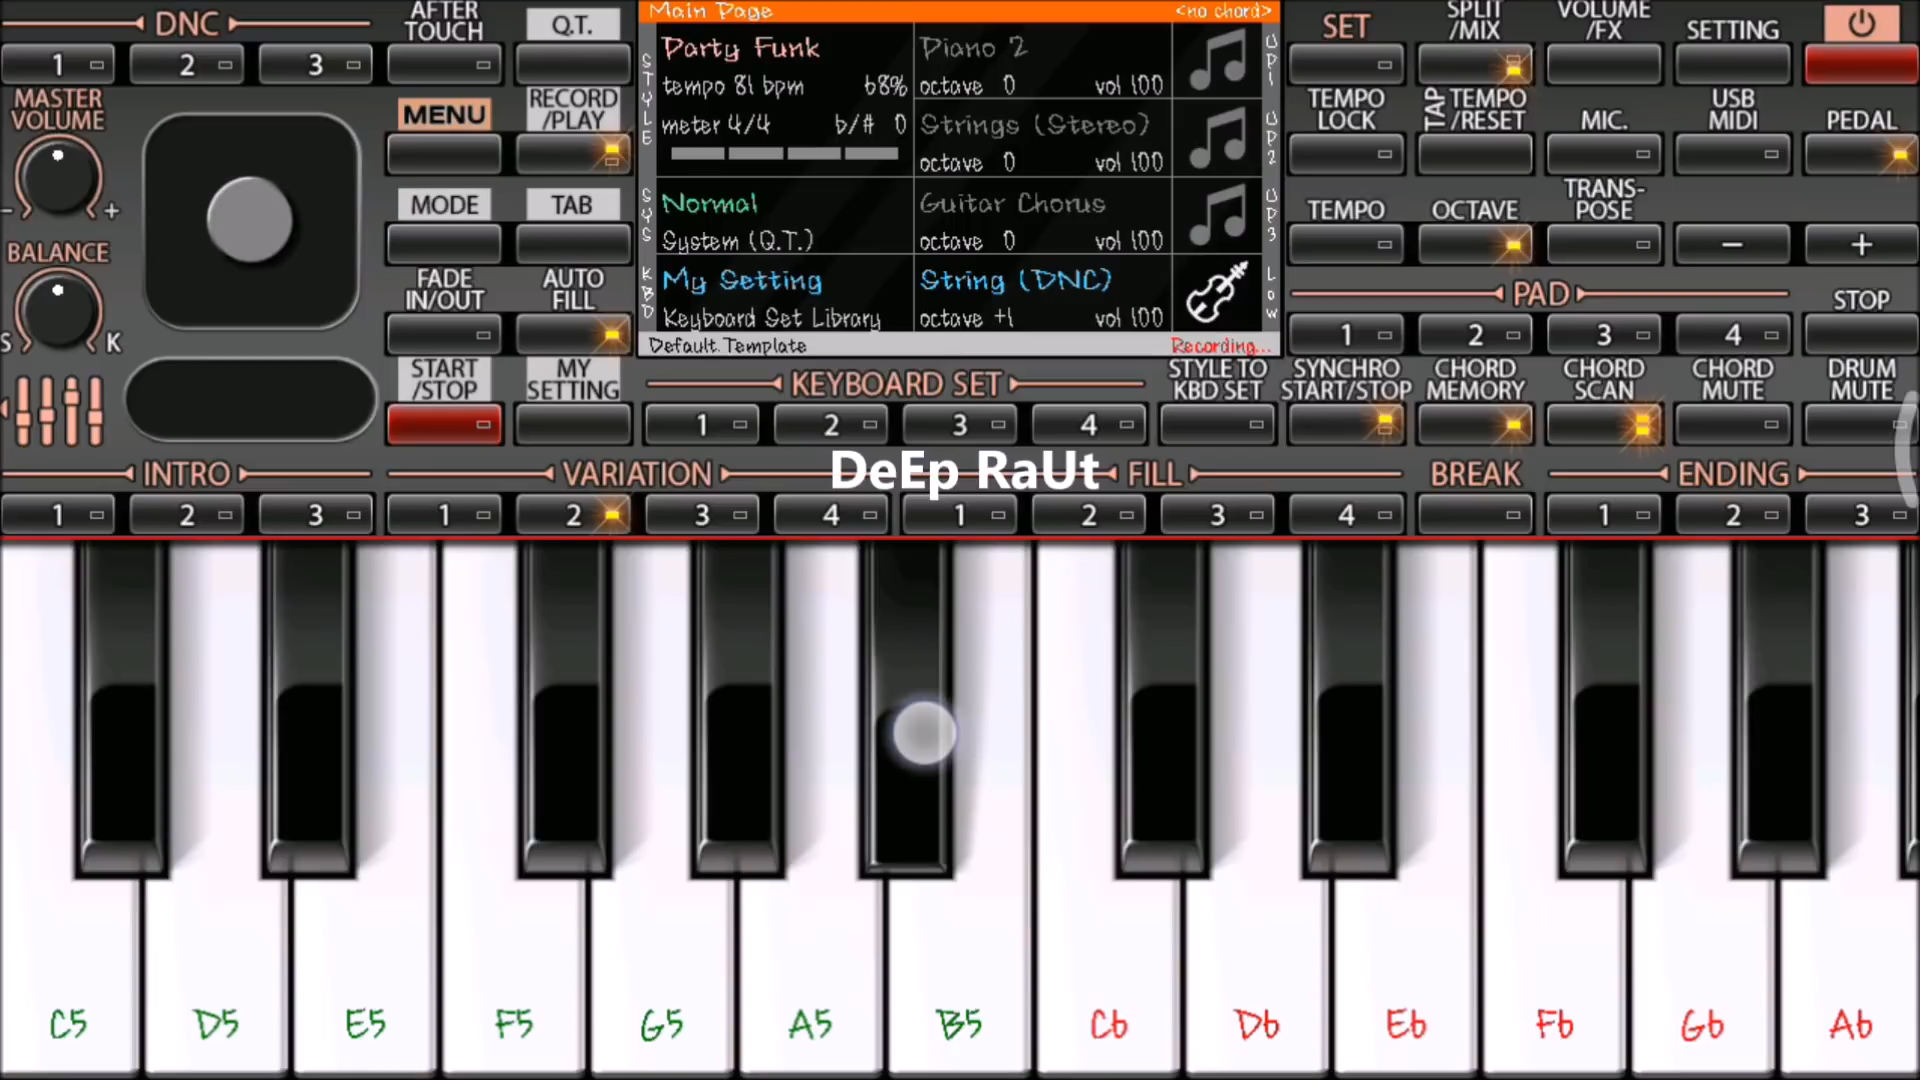 DNC
AFTER TOUCH
Q.T.
1 2 3
MASTER VOLUME
MENU
RECORD /PLAY
BALANCE
MODE
TAB
S K
FADE IN/OUT
AUTO FILL
START /STOP
MY SETTING
Main Page <no chord>
STYLE
Party Funk
tempo 81 bpm 68%
meter 4/4 b/# 0
SYS
Normal
System (Q.T.)
KBD
My Setting
Keyboard Set Library
Piano 2
octave 0 vol 100
UP1
Strings (Stereo)
octave 0 vol 100
UP2
Guitar Chorus
octave 0 vol 100
UP3
String (DNC)
octave +1 vol 100
Low
Default Template Recording...
SET
SPLIT /MIX
VOLUME /FX
SETTING
TEMPO LOCK
TAP TEMPO /RESET
MIC.
USB MIDI
PEDAL
TEMPO
OCTAVE
TRANS-POSE
− +
PAD
STOP
1 2 3 4
KEYBOARD SET
STYLE TO KBD SET
SYNCHRO START/STOP
CHORD MEMORY
CHORD SCAN
CHORD MUTE
DRUM MUTE
1 2 3 4
INTRO
VARIATION
DeEp RaUt
FILL
BREAK
ENDING
1 2 3 1 2 3 4 1 2 3 4 1 2 3
C5 D5 E5 F5 G5 A5 B5 C6 D6 E6 F6 G6 A6